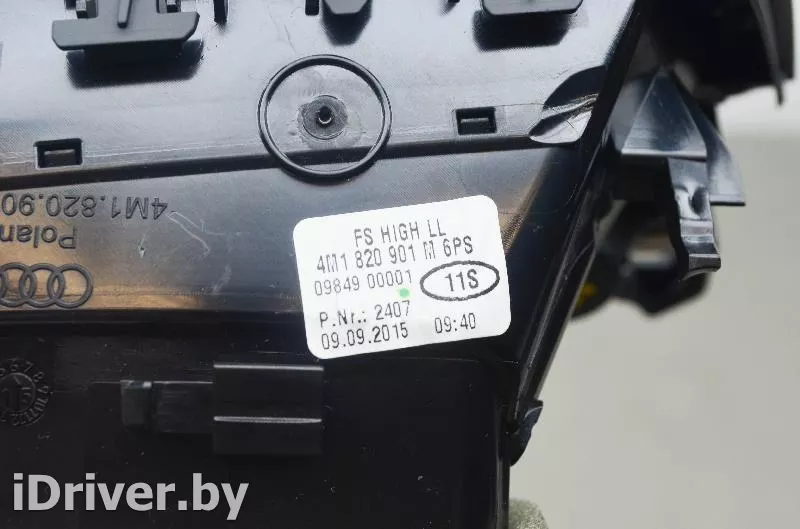 4M1.820.90
Polan
FS HIGH LL
4M1 820 901 M 6PS
09849 00001 11S
P.Nr.: 2407
09.09.2015 09:40
iDriver.by